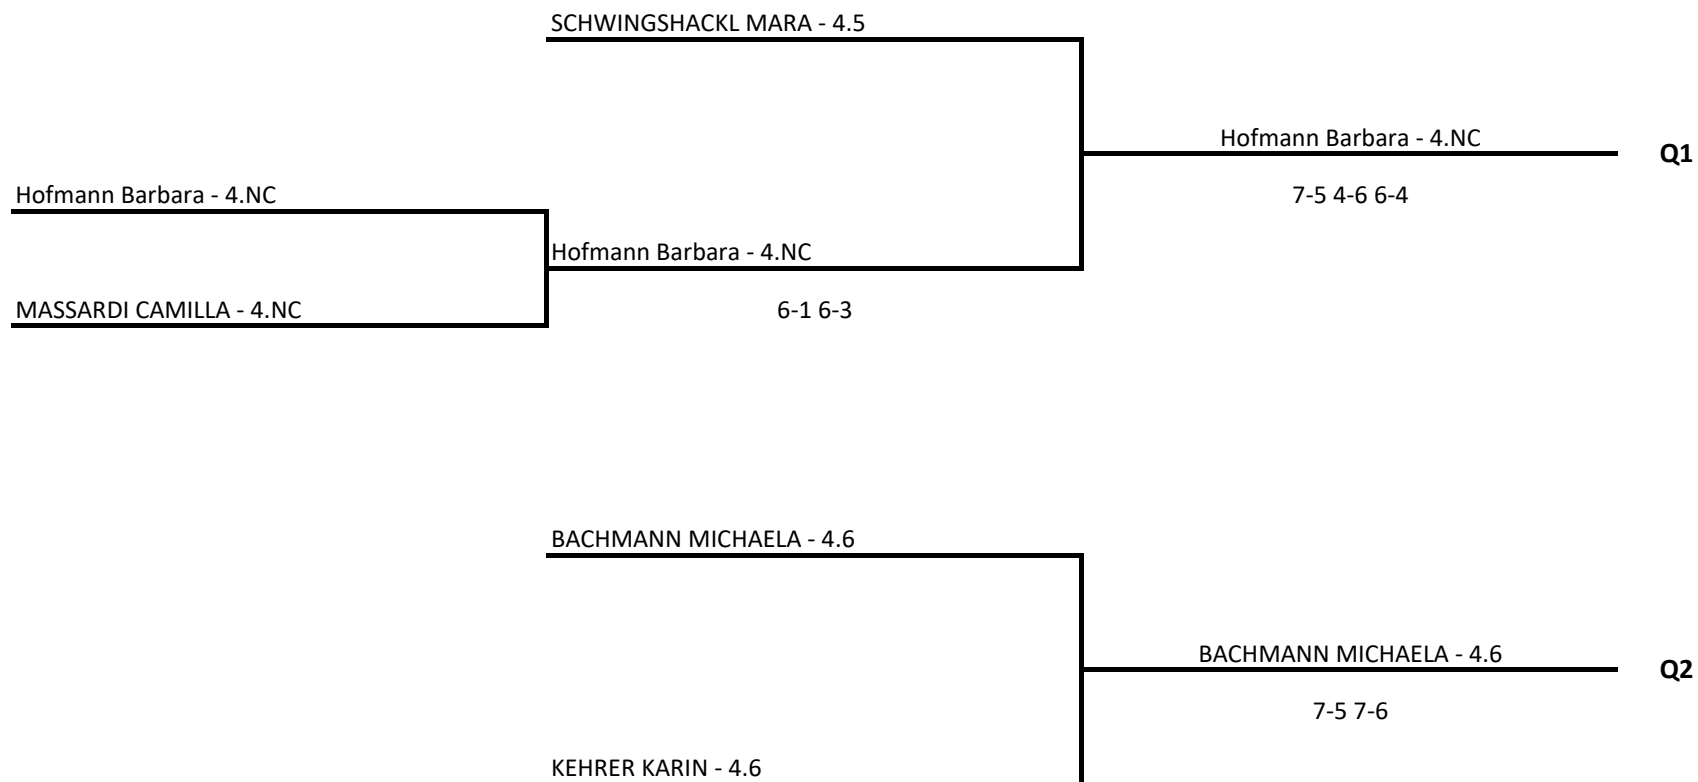 SCHWINGSHACKL MARA - 4.5
Hofmann Barbara - 4.NC
Q1
Hofmann Barbara - 4.NC
7-5 4-6 6-4
Hofmann Barbara - 4.NC
MASSARDI CAMILLA - 4.NC
6-1 6-3
BACHMANN MICHAELA - 4.6
BACHMANN MICHAELA - 4.6
Q2
7-5 7-6
KEHRER KARIN - 4.6